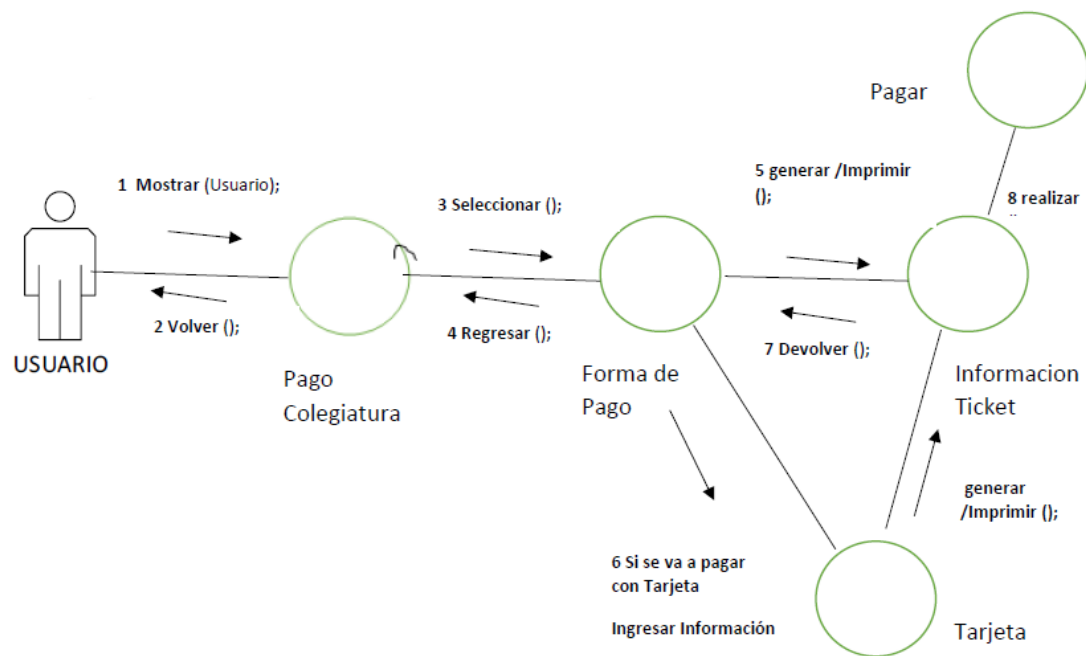 Pagar
1 Mostrar (Usuario);
5 generar /Imprimir
();
3 Seleccionar ();
8 realizar
2 Volver ();
4 Regresar ();
7 Devolver ();
USUARIO
Pago
Colegiatura
Forma de
Pago
Informacion
Ticket
generar
/Imprimir ();
6 Si se va a pagar
con Tarjeta
Ingresar Información
Tarjeta